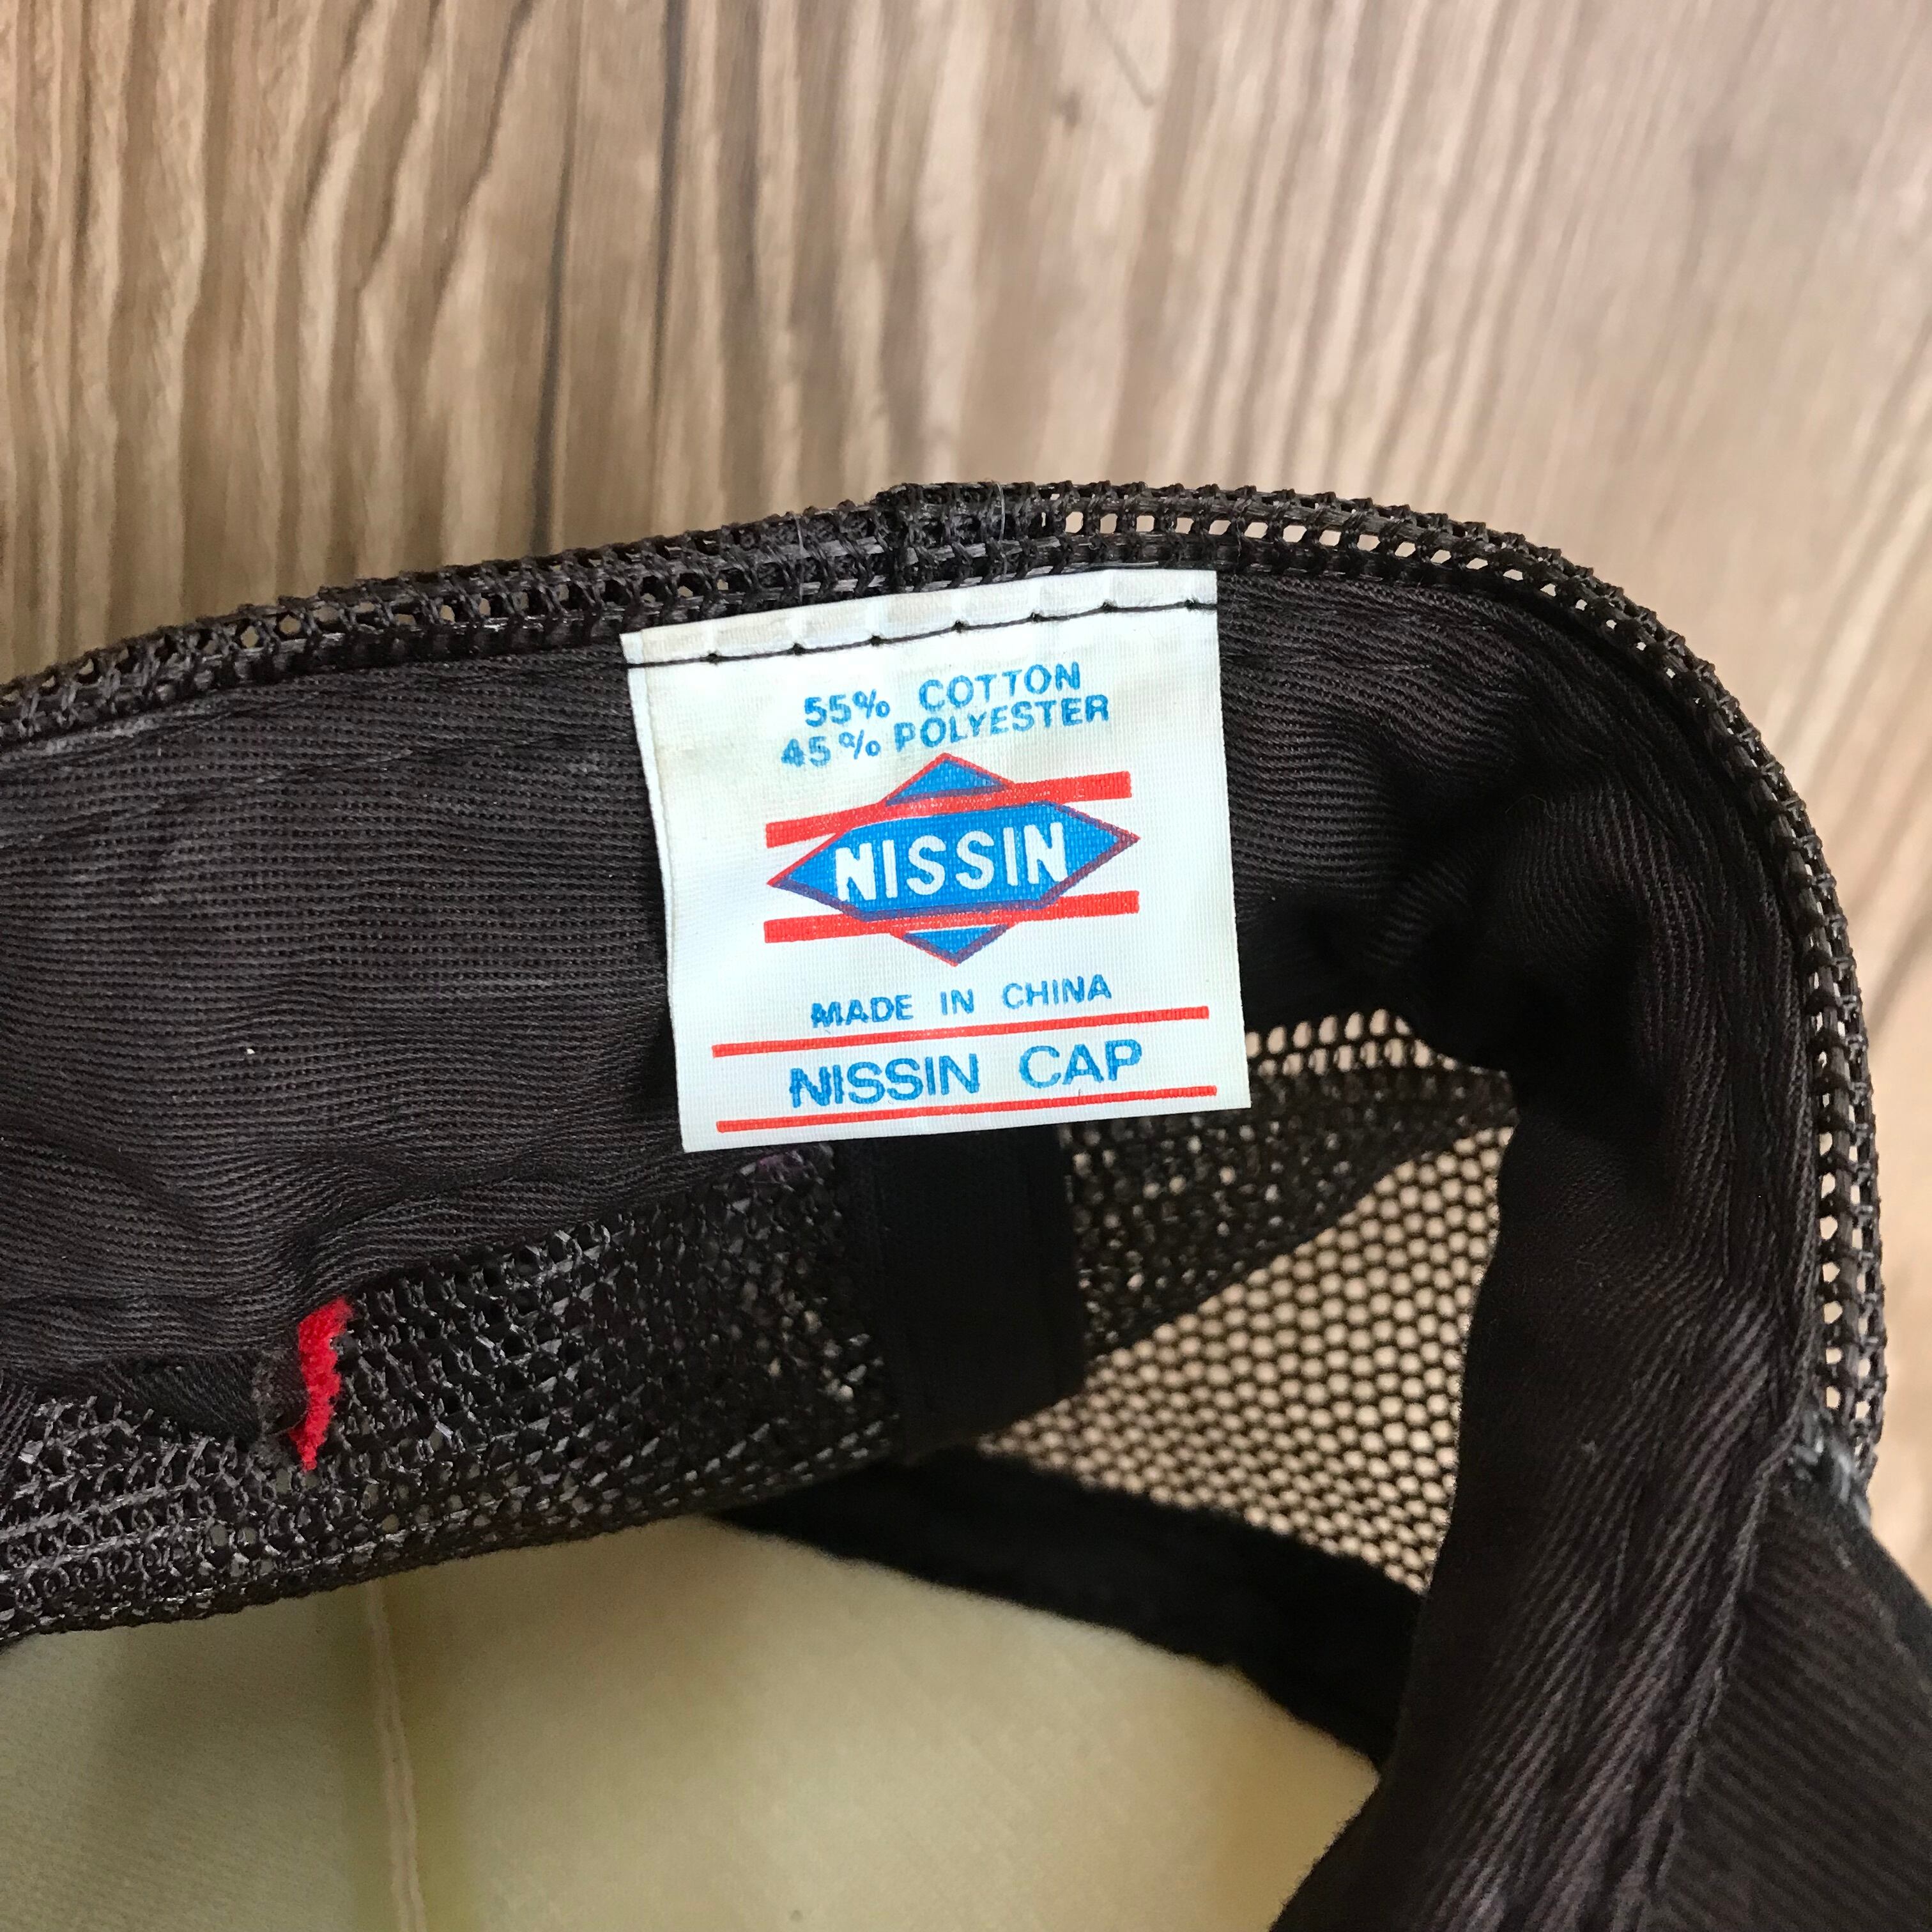 55% COTTON
45% POLYESTER
NISSIN
MADE IN CHINA
NISSIN CAP